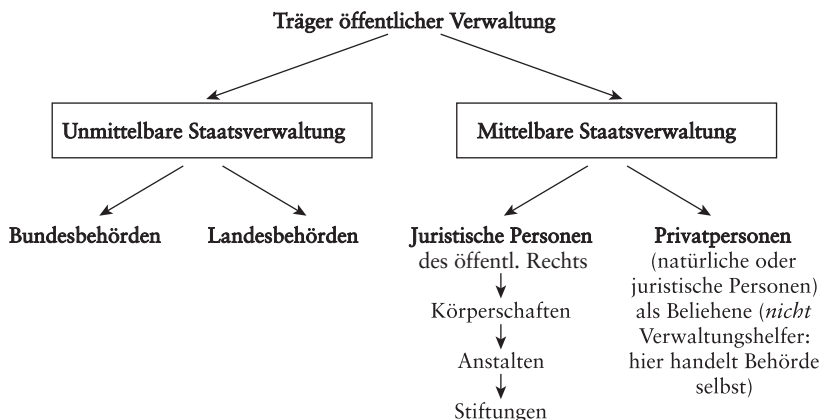 Träger öffentlicher Verwaltung
Unmittelbare Staatsverwaltung
Mittelbare Staatsverwaltung
Bundesbehörden
Landesbehörden
Juristische Personen
des öffentl. Rechts
Körperschaften
Anstalten
Stiftungen
Privatpersonen
(natürliche oder
juristische Personen)
als Beliehene (nicht
Verwaltungshelfer:
hier handelt Behörde
selbst)